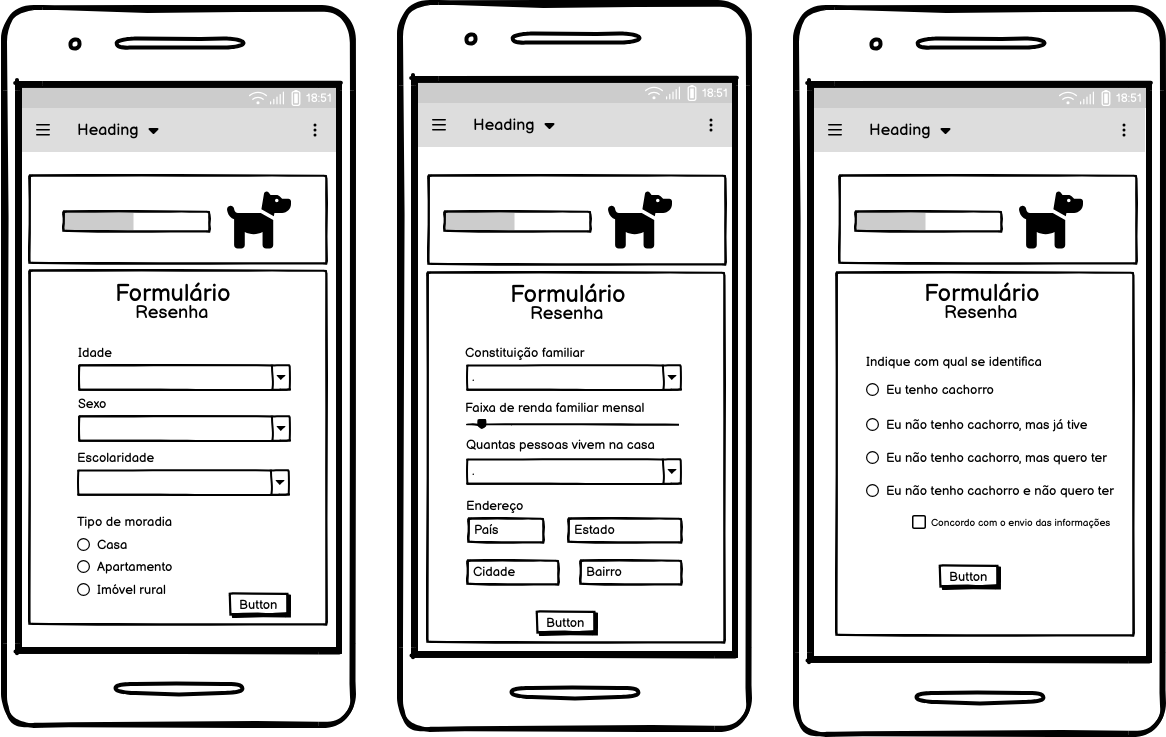 18:51
Heading
Formulário
Resenha
Idade
Sexo
Escolaridade
Tipo de moradia
Casa
Apartamento
Imóvel rural
Button
18:51
Heading
Formulário
Resenha
Constituição familiar
.
Faixa de renda familiar mensal
Quantas pessoas vivem na casa
.
Endereço
País Estado
Cidade Bairro
Button
18:51
Heading
Formulário
Resenha
Indique com qual se identifica
Eu tenho cachorro
Eu não tenho cachorro, mas já tive
Eu não tenho cachorro, mas quero ter
Eu não tenho cachorro e não quero ter
Concordo com o envio das informações
Button